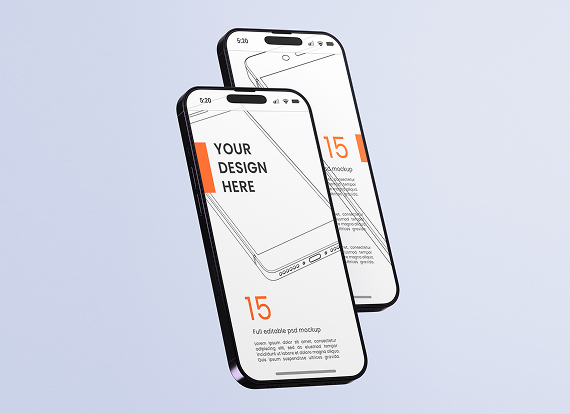 5:20
5:20
YOUR
DESIGN
HERE
15
d mockup
15
Full editable psd mockup
Lorem ipsum dolor sit amet, consectetur
adipiscing elit, sed do eiusmod tempor
incididunt ut labore et dolore magna aliqua.
Quis ipsum suspendisse ultrices gravida.